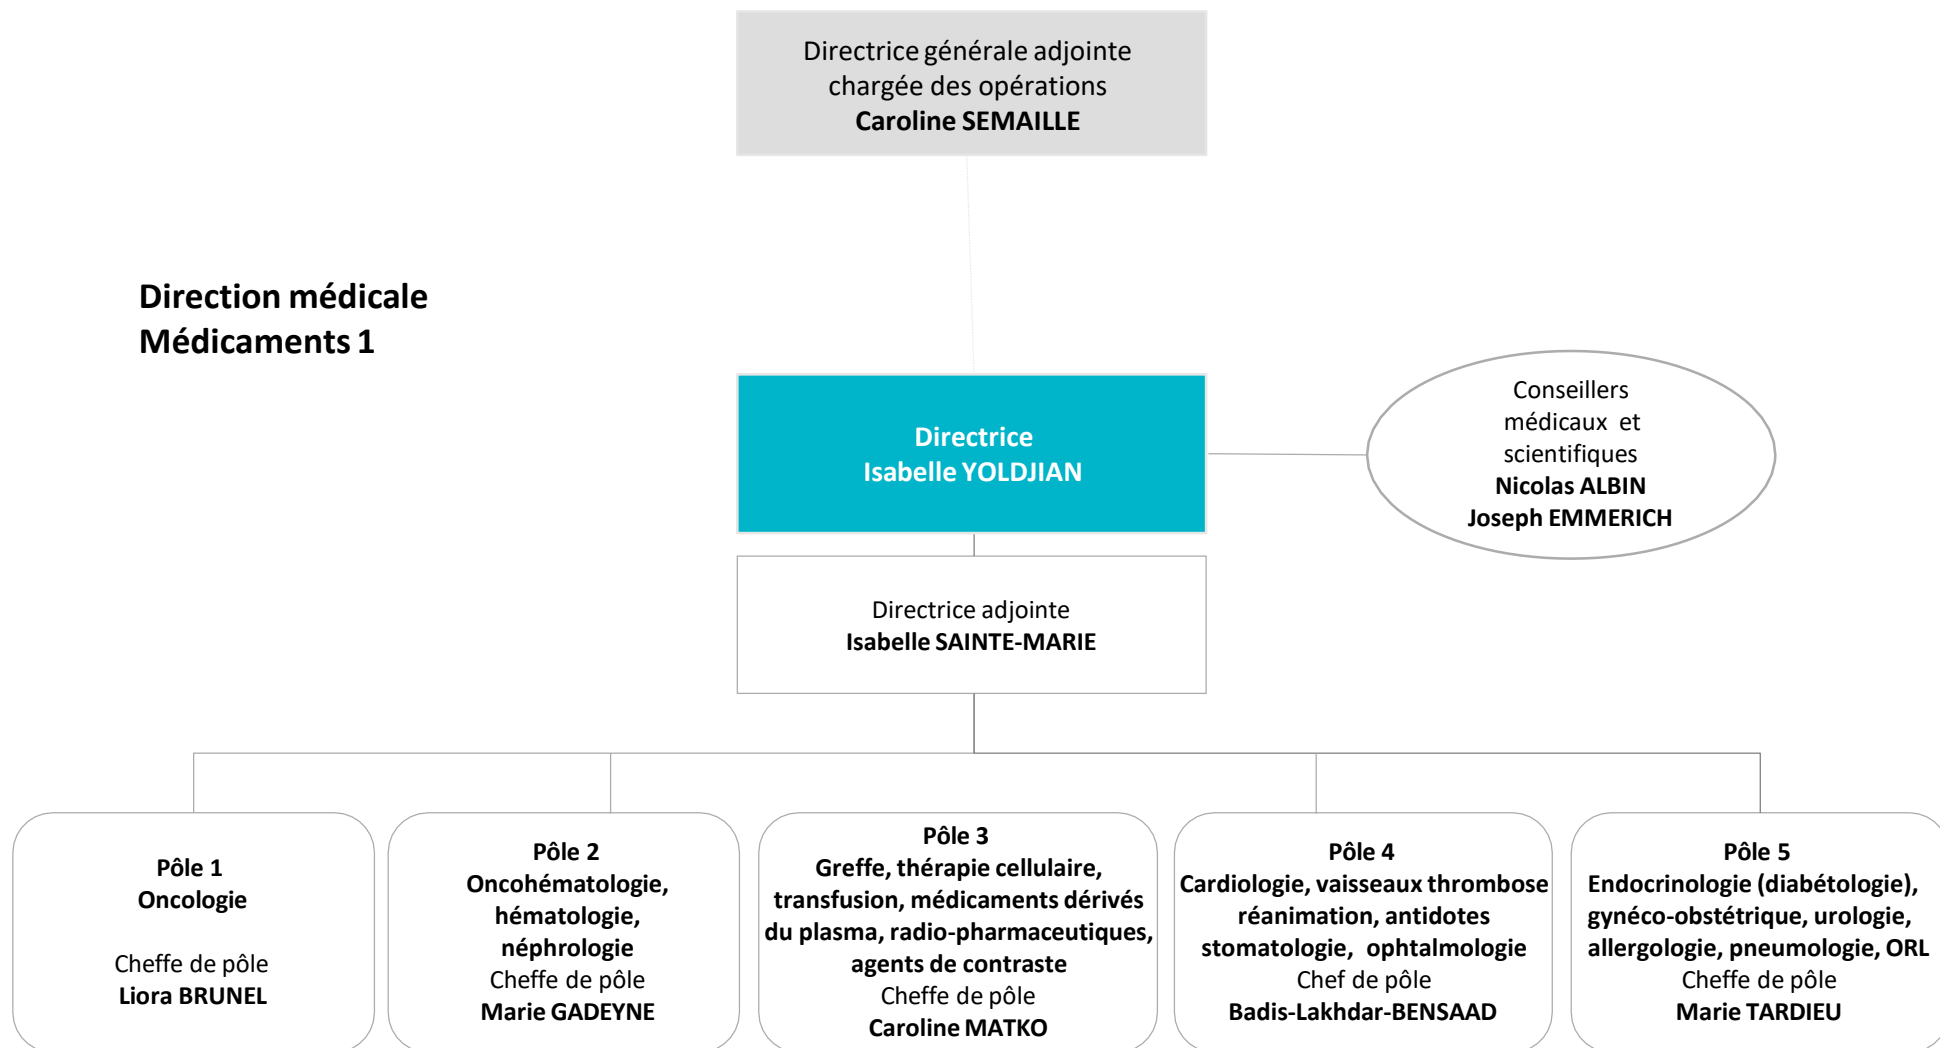 Directrice générale adjointe
chargée des opérations
Caroline SEMAILLE
Direction médicale
Médicaments 1
Directrice
Isabelle YOLDJIAN
Conseillers
médicaux et
scientifiques
Nicolas ALBIN
Joseph EMMERICH
Directrice adjointe
Isabelle SAINTE-MARIE
Pôle 1
Oncologie
Cheffe de pôle
Liora BRUNEL
Pôle 2
Oncohématologie,
hématologie,
néphrologie
Cheffe de pôle
Marie GADEYNE
Pôle 3
Greffe, thérapie cellulaire,
transfusion, médicaments dérivés
du plasma, radio-pharmaceutiques,
agents de contraste
Cheffe de pôle
Caroline MATKO
Pôle 4
Cardiologie, vaisseaux thrombose
réanimation, antidotes
stomatologie, ophtalmologie
Chef de pôle
Badis-Lakhdar-BENSAAD
Pôle 5
Endocrinologie (diabétologie),
gynéco-obstétrique, urologie,
allergologie, pneumologie, ORL
Cheffe de pôle
Marie TARDIEU